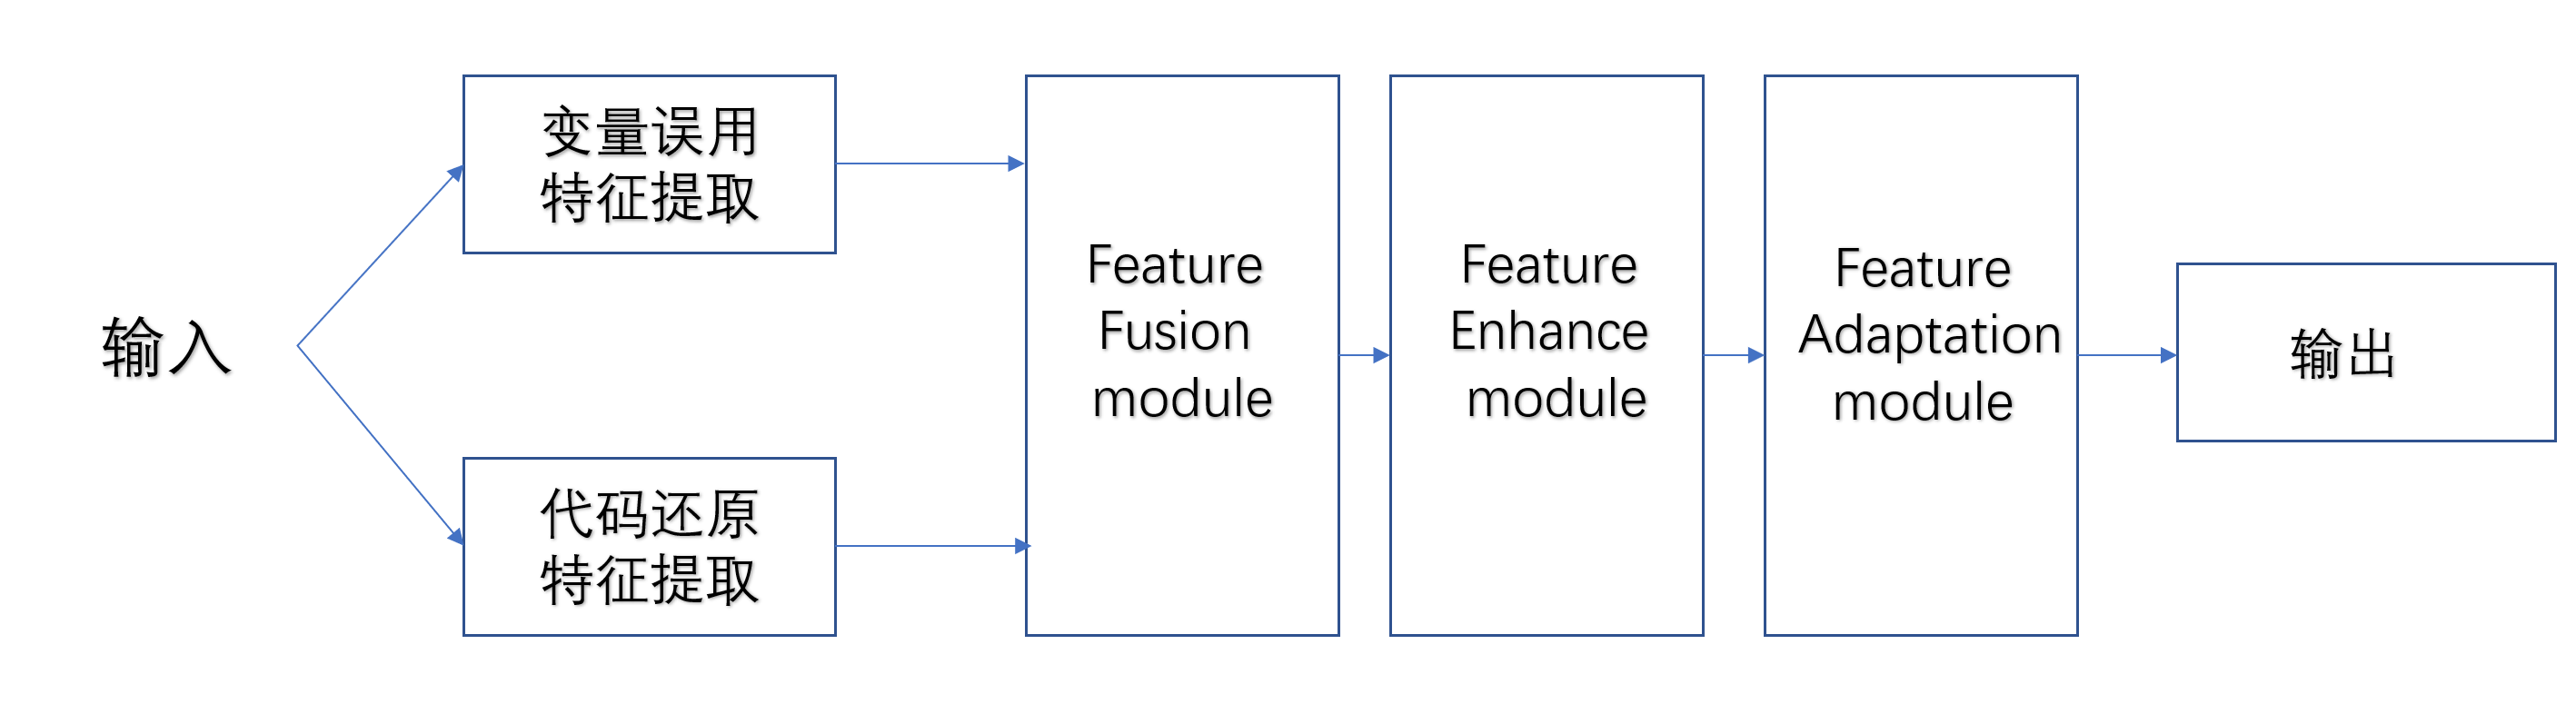 输入
变量误用
特征提取
代码还原
特征提取
Feature
Fusion
module
Feature
Enhance
module
Feature
Adaptation
module
输出